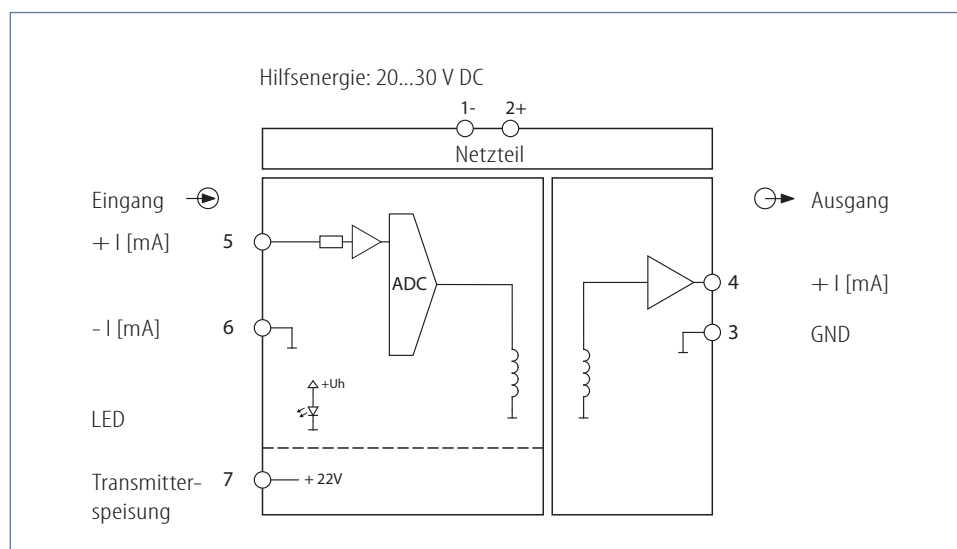 Hilfsenergie: 20...30 V DC
1- 2+
Netzteil
Eingang
Ausgang
+ I [mA] 5
ADC
4 + I [mA]
- I [mA] 6
3 GND
+Uh
LED
7 + 22V
Transmitter-
speisung